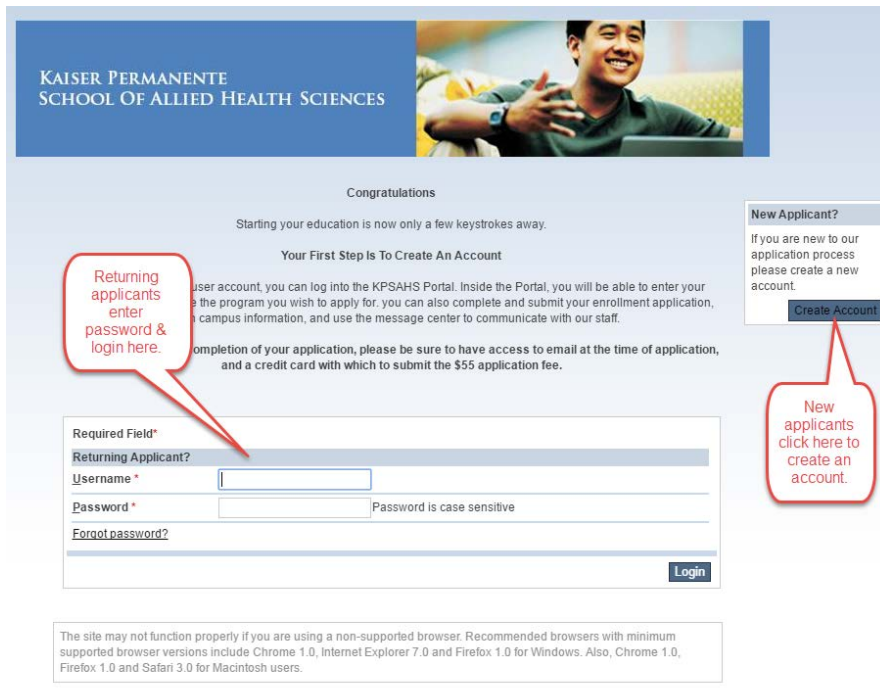 KAISER PERMANENTE
SCHOOL OF ALLIED HEALTH SCIENCES
Congratulations
Starting your education is now only a few keystrokes away.
Your First Step Is To Create An Account
user account, you can log into the KPSAHS Portal. Inside the Portal, you will be able to enter your
the program you wish to apply for. you can also complete and submit your enrollment application,
campus information, and use the message center to communicate with our staff.
completion of your application, please be sure to have access to email at the time of application,
and a credit card with which to submit the $55 application fee.
Returning
applicants
enter
password &
login here.
New Applicant?
If you are new to our
application process
please create a new
account.
Create Account
New
applicants
click here to
create an
account.
Required Field*
Returning Applicant?
Username *
Password * Password is case sensitive
Forgot password?
Login
The site may not function properly if you are using a non-supported browser. Recommended browsers with minimum
supported browser versions include Chrome 1.0, Internet Explorer 7.0 and Firefox 1.0 for Windows. Also, Chrome 1.0,
Firefox 1.0 and Safari 3.0 for Macintosh users.